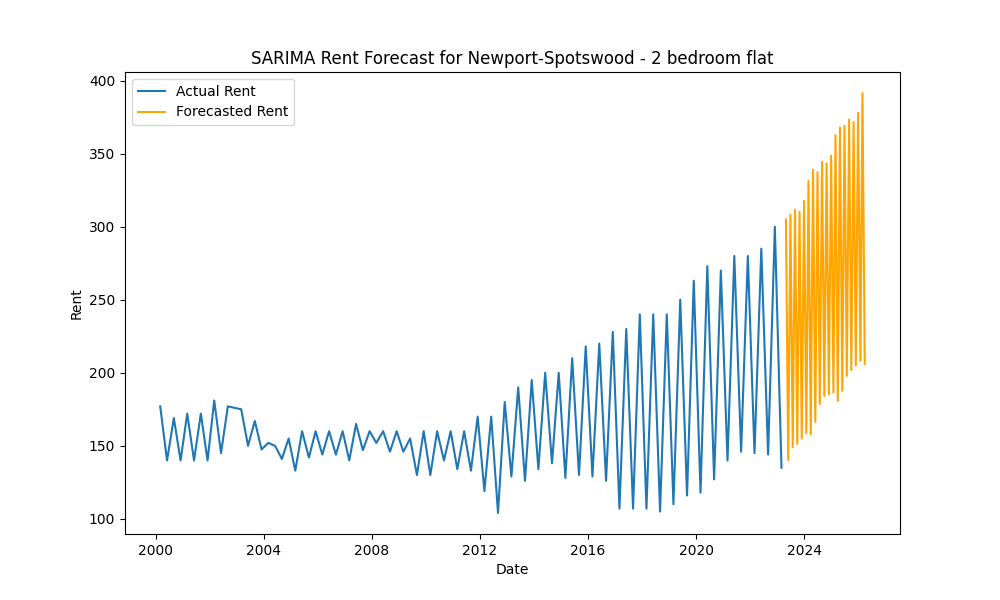 SARIMA Rent Forecast for Newport-Spotswood - 2 bedroom flat
Actual Rent
Forecasted Rent
400
350
300
250
200
150
100
Rent
2000
2004
2008
2012
2016
2020
2024
Date